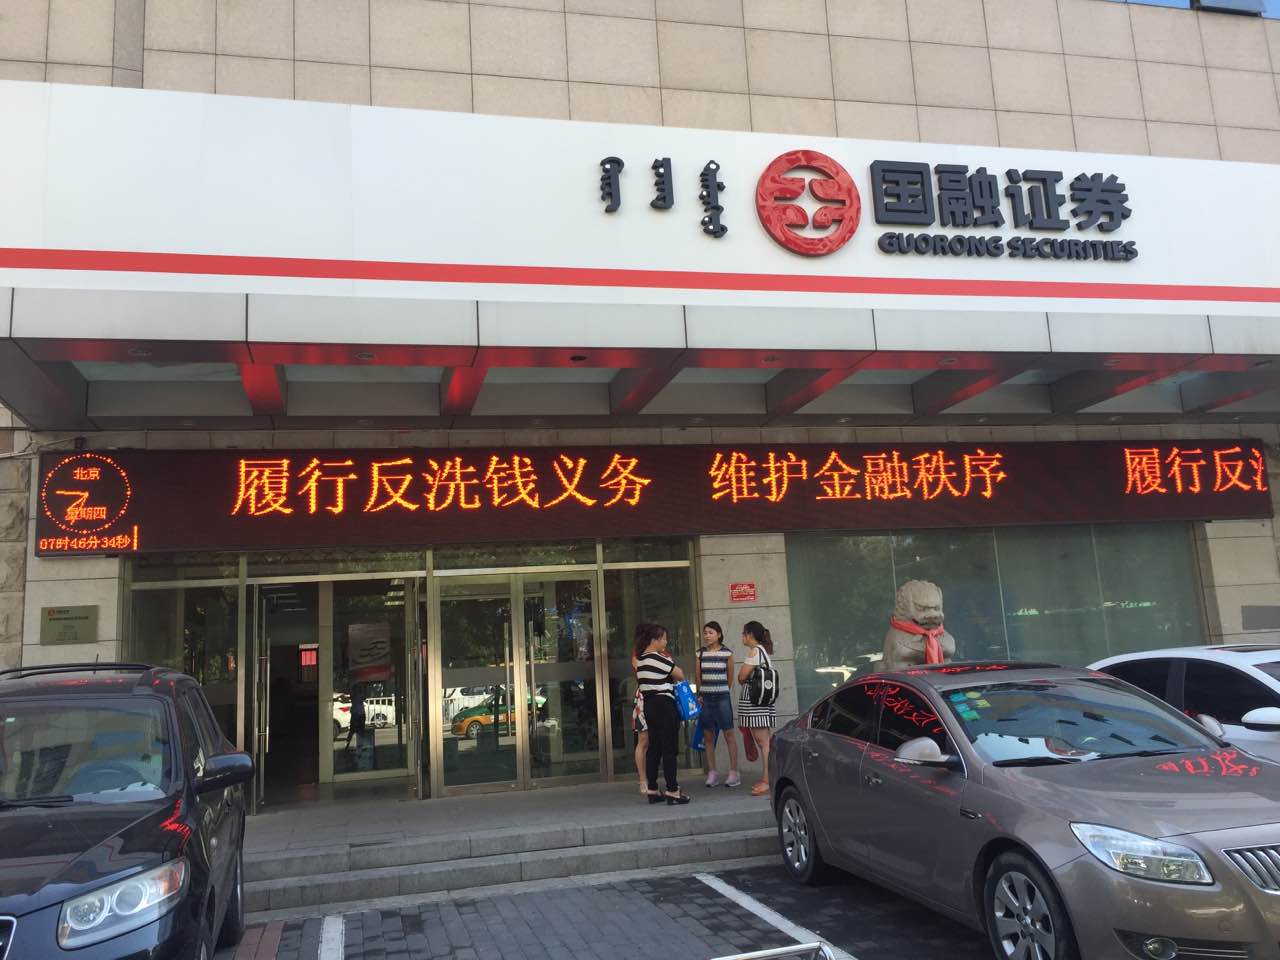 国融证券
GUORONG SECURITIES
履行反洗钱义务 维护金融秩序 履行反洗
北京
星期四
07时46分34秒